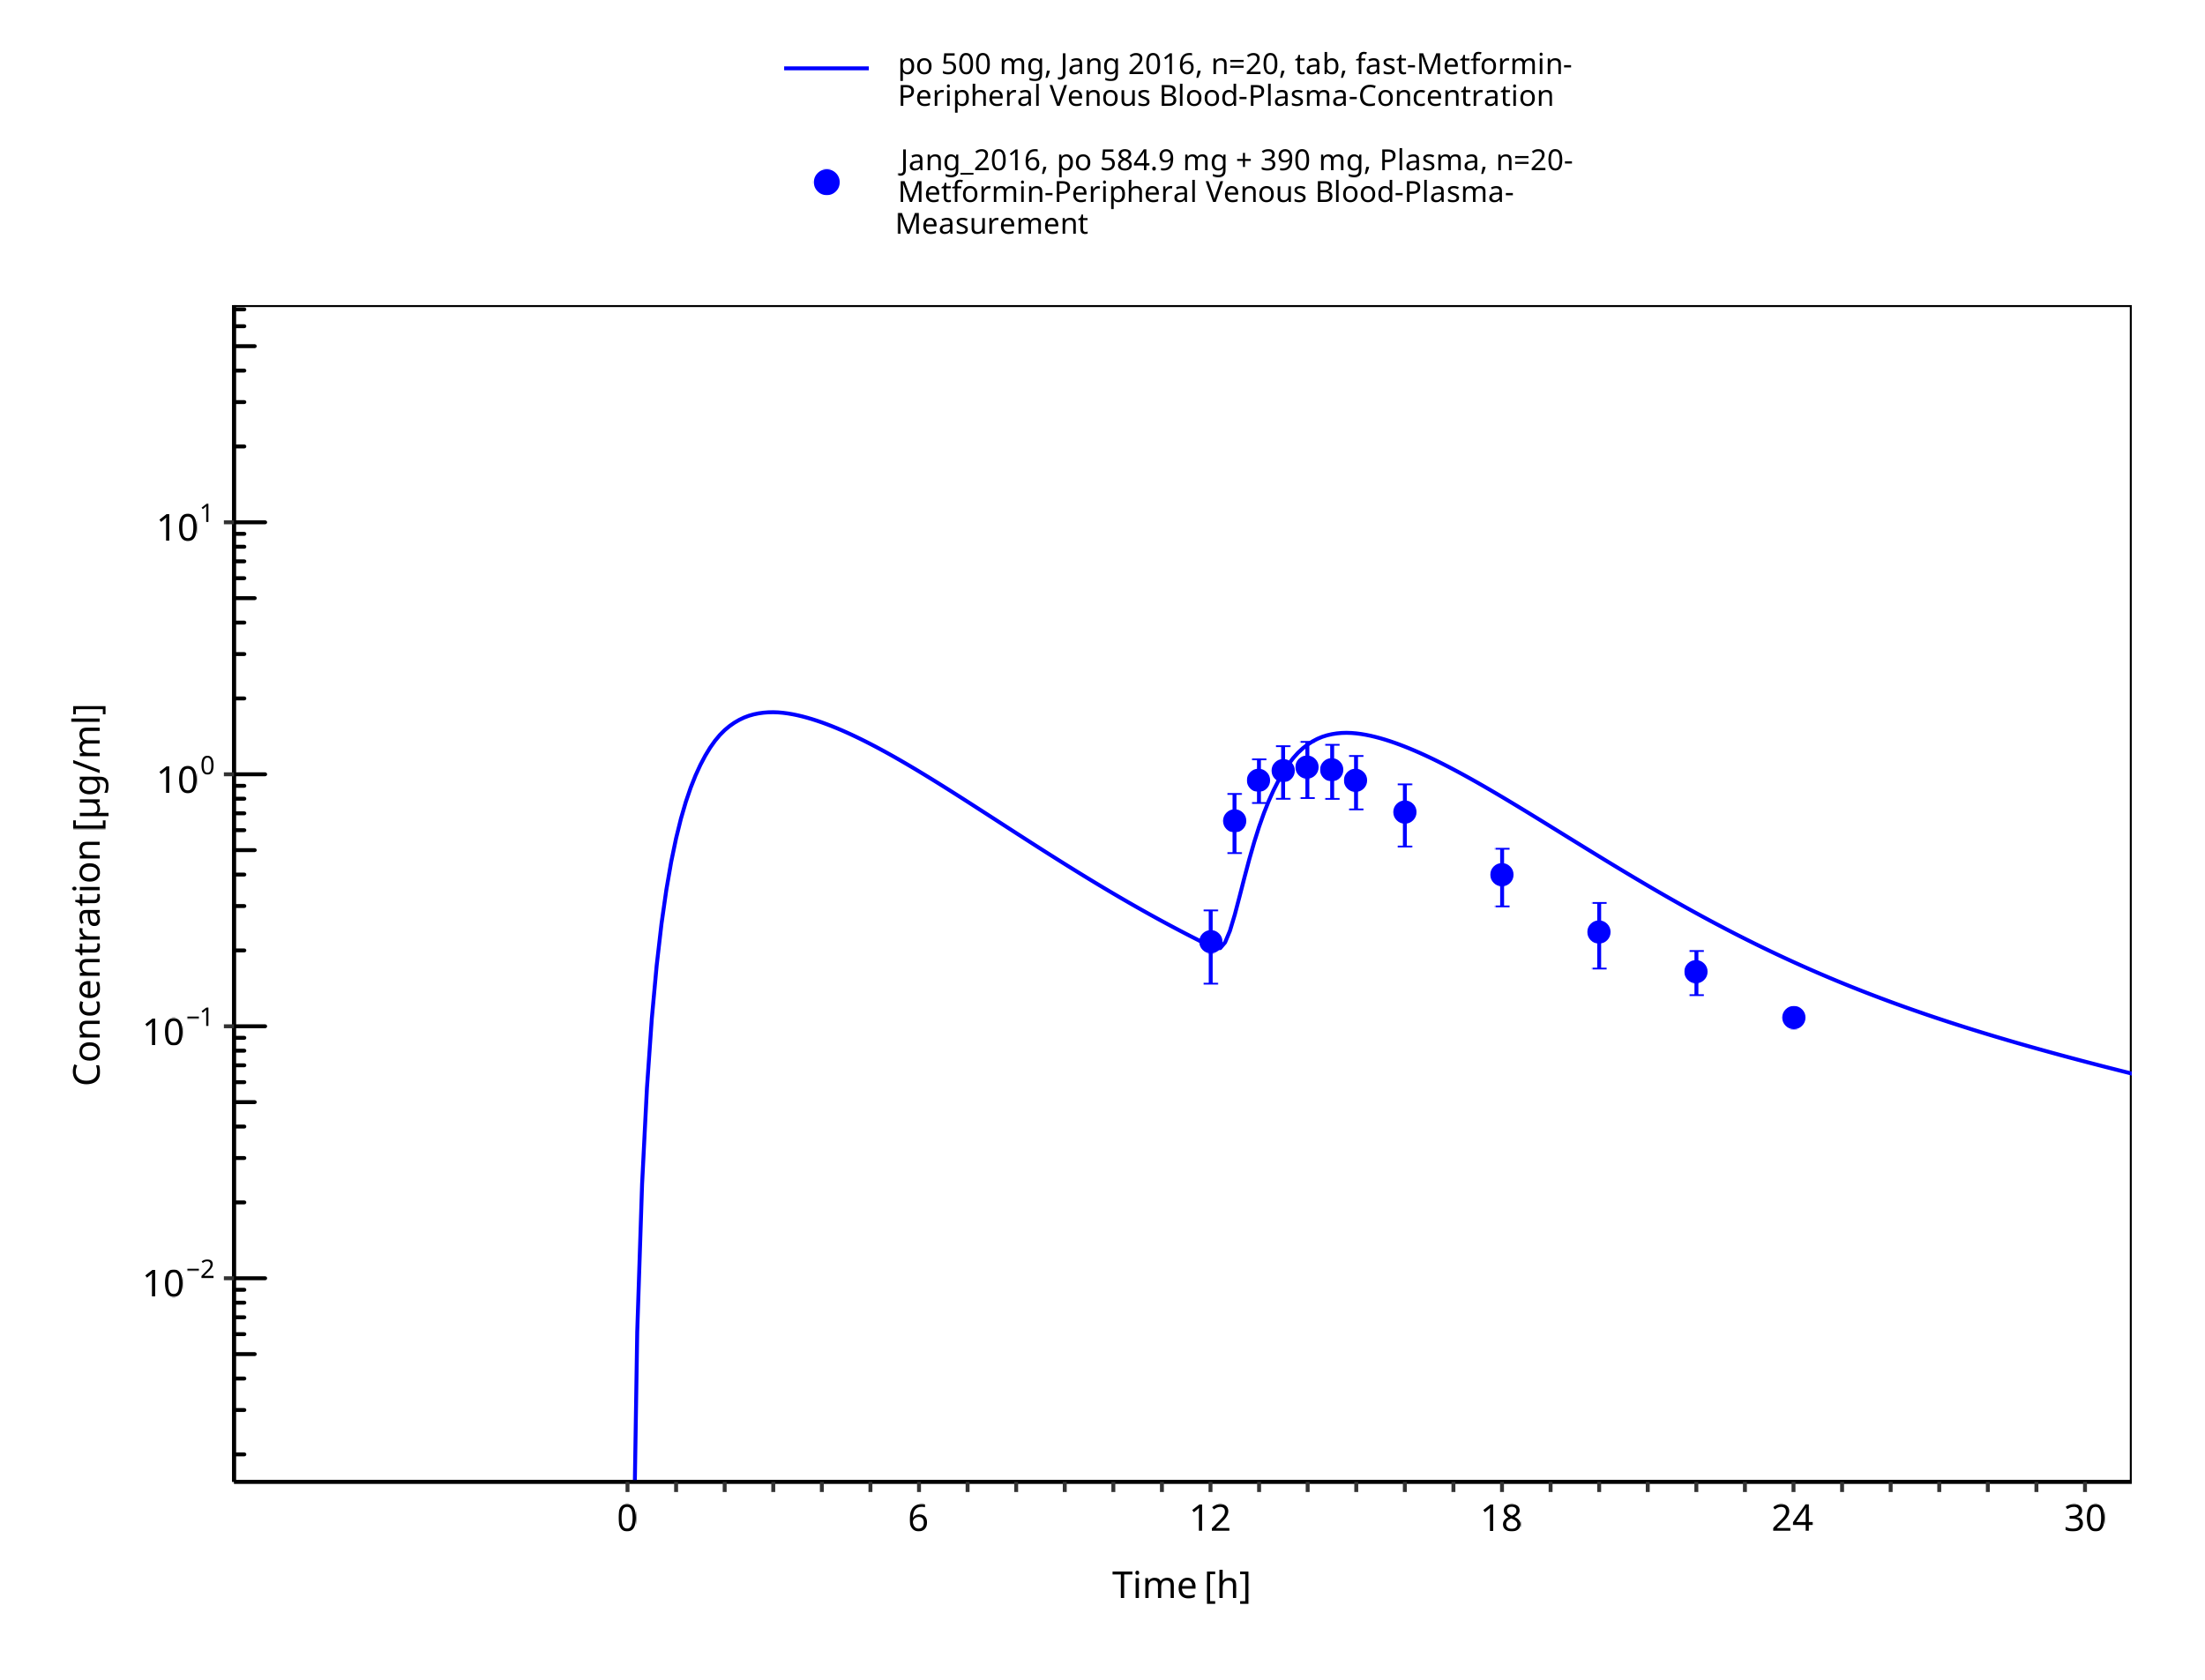 po 500 mg, Jang 2016, n=20, tab, fast-Metformin-
Peripheral Venous Blood-Plasma-Concentration
Jang_2016, po 584.9 mg + 390 mg, Plasma, n=20-
Metformin-Peripheral Venous Blood-Plasma-
Measurement
Concentration [µg/ml]
10¹
10⁰
10⁻¹
10⁻²
0 6 12 18 24 30
Time [h]